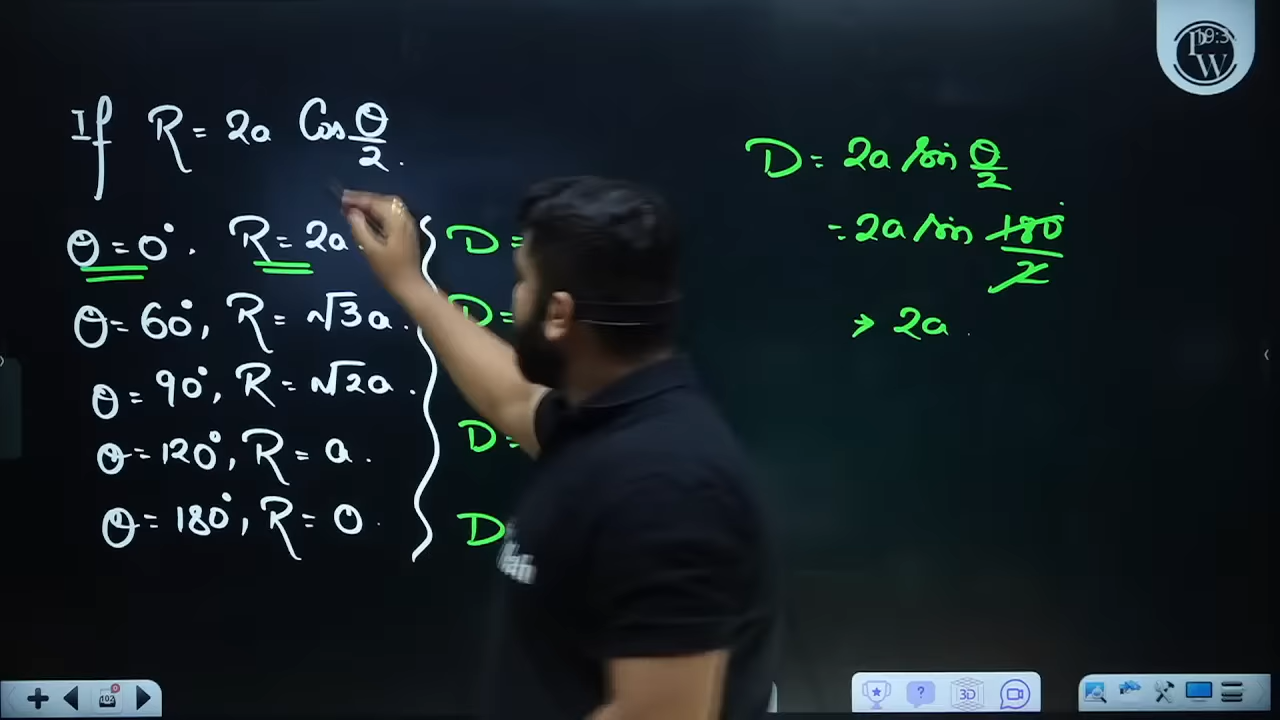 If R = 2a Cos θ/2.
θ = 0°. R = 2a.
θ = 60°, R = √3a.
θ = 90°, R = √2a.
θ = 120°, R = a.
θ = 180°, R = 0.
D =
D =
D =
D
D = 2a sin θ/2
= 2a sin 180°/2
→ 2a.
PW
?
3D